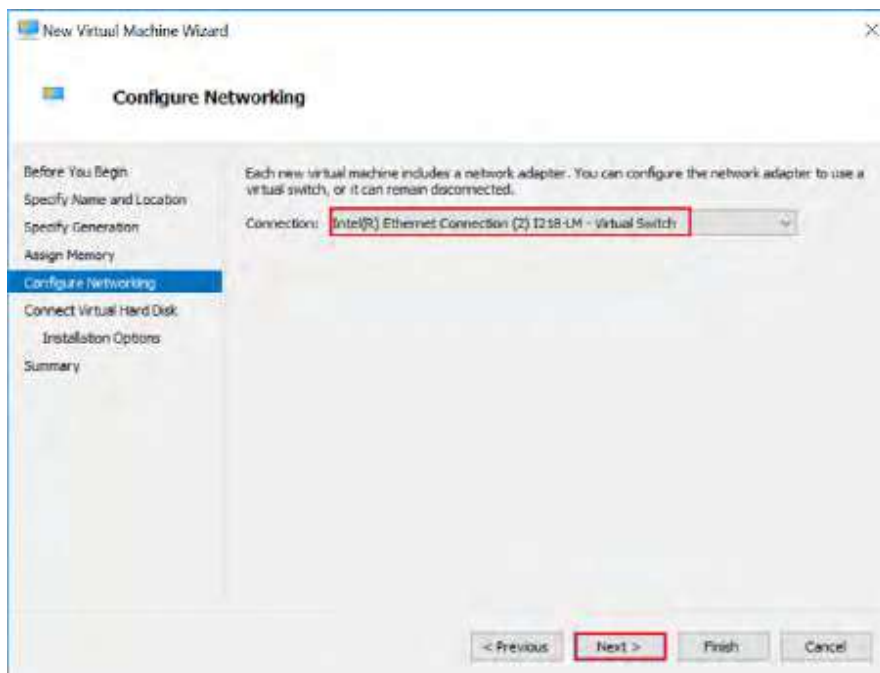 New Virtual Machine Wizard
Configure Networking
Before You Begin
Specify Name and Location
Specify Generation
Assign Memory
Configure Networking
Connect Virtual Hard Disk
Installation Options
Summary
Each new virtual machine includes a network adapter. You can configure the network adapter to use a
virtual switch, or it can remain disconnected.
Connection: Intel(R) Ethernet Connection (2) I218-LM - Virtual Switch
< Previous Next > Finish Cancel